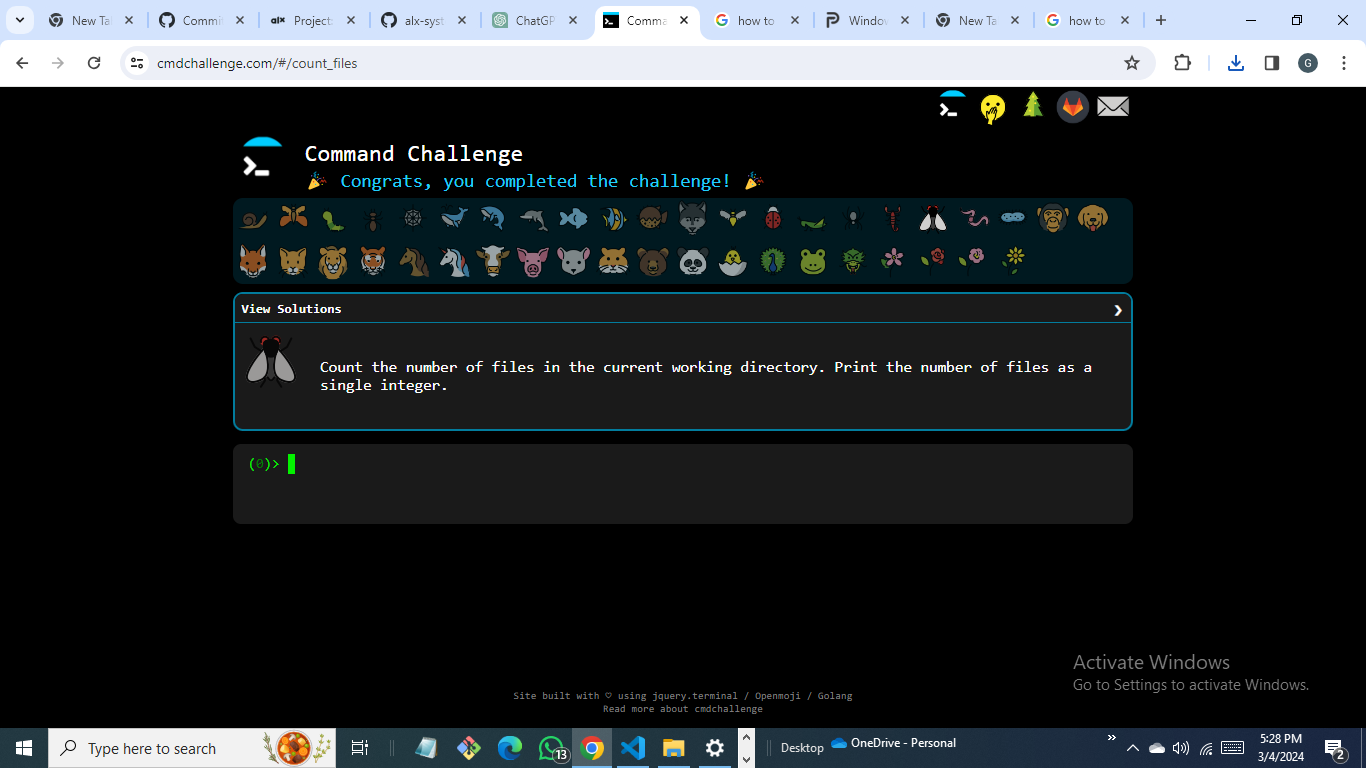 New Ta
Commi
alx
Project
alx-syst
ChatGP
Comma
how to
Window
New Ta
how to
cmdchallenge.com/#/count_files
G
Command Challenge
Congrats, you completed the challenge!
View Solutions
Count the number of files in the current working directory. Print the number of files as a
single integer.
(0)>
Activate Windows
Go to Settings to activate Windows.
Site built with ♡ using jquery.terminal / Openmoji / Golang
Read more about cmdchallenge
Type here to search
13
Desktop
OneDrive - Personal
5:28 PM
3/4/2024
2